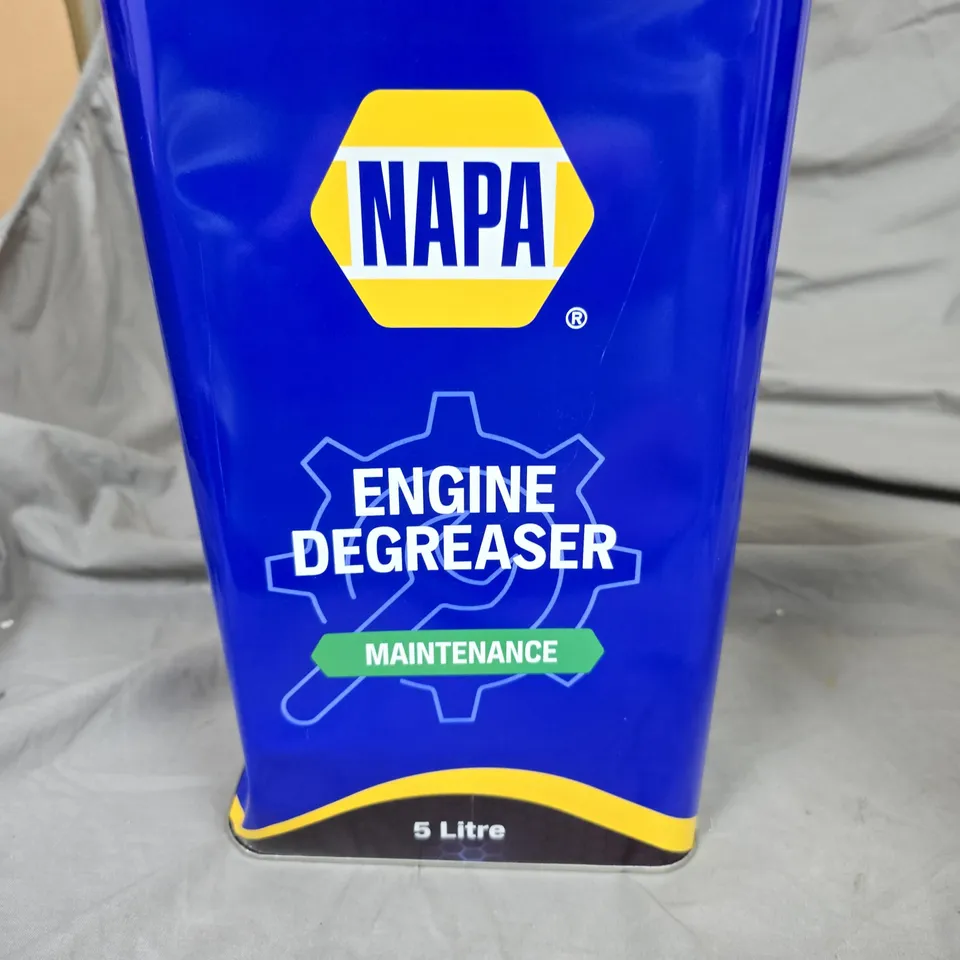 NAPA
®
ENGINE
DEGREASER
MAINTENANCE
5 Litre